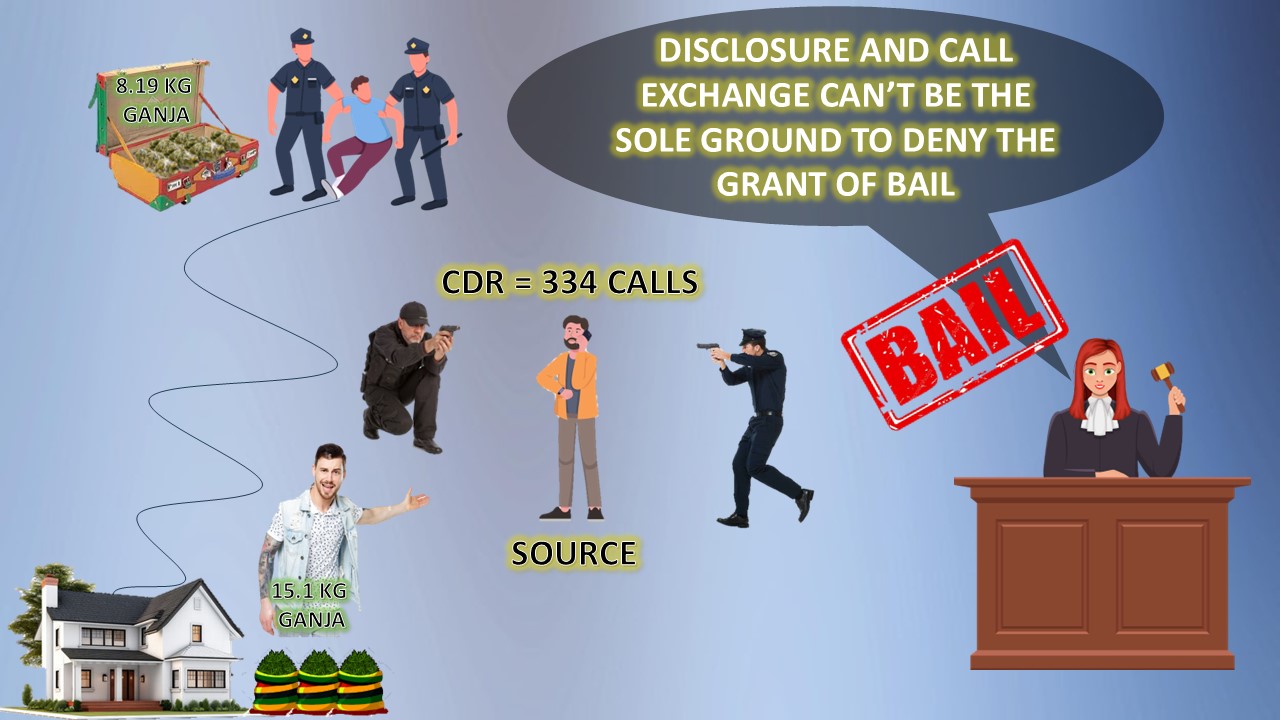 8.19 KG
GANJA
DISCLOSURE AND CALL
EXCHANGE CAN’T BE THE
SOLE GROUND TO DENY THE
GRANT OF BAIL
CDR = 334 CALLS
BAIL
SOURCE
15.1 KG
GANJA